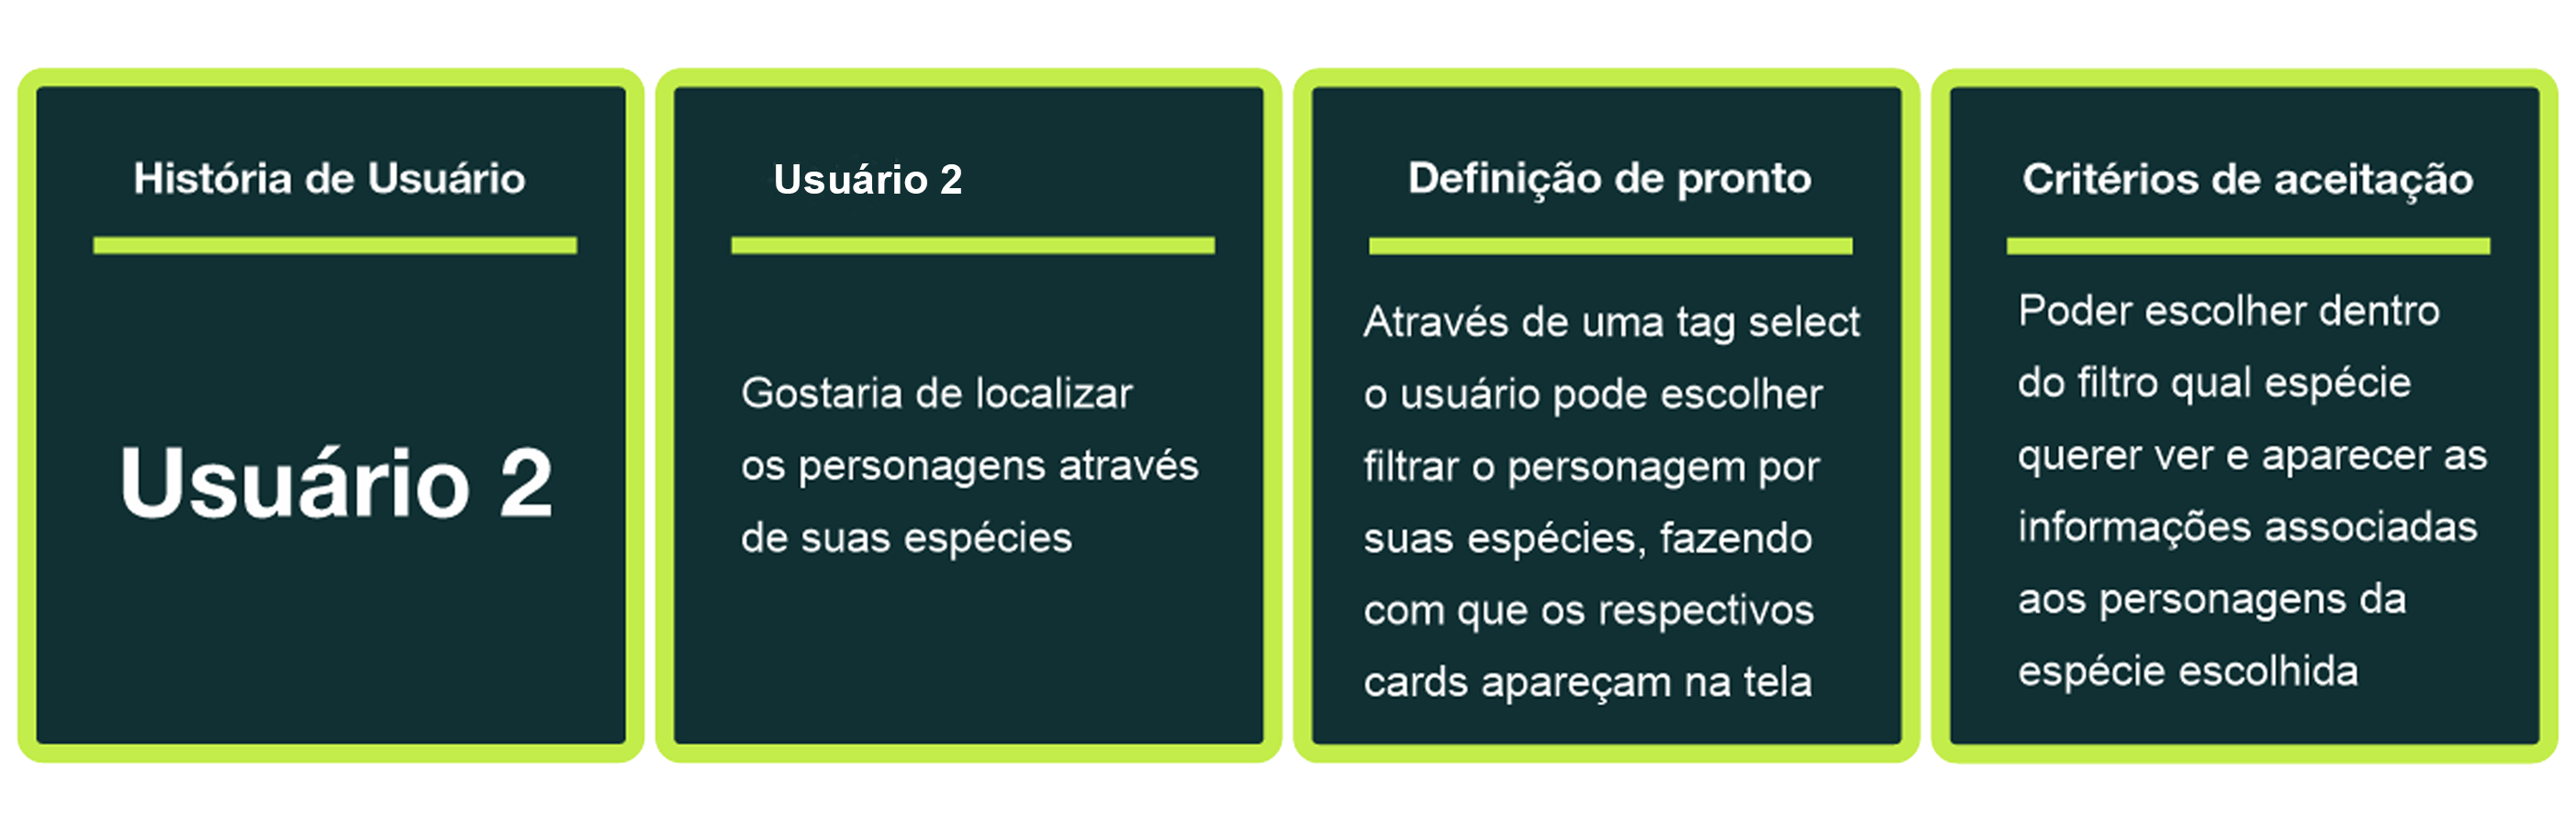 História de Usuário
Usuário 2
Usuário 2
Gostaria de localizar
os personagens através
de suas espécies
Definição de pronto
Através de uma tag select
o usuário pode escolher
filtrar o personagem por
suas espécies, fazendo
com que os respectivos
cards apareçam na tela
Critérios de aceitação
Poder escolher dentro
do filtro qual espécie
querer ver e aparecer as
informações associadas
aos personagens da
espécie escolhida